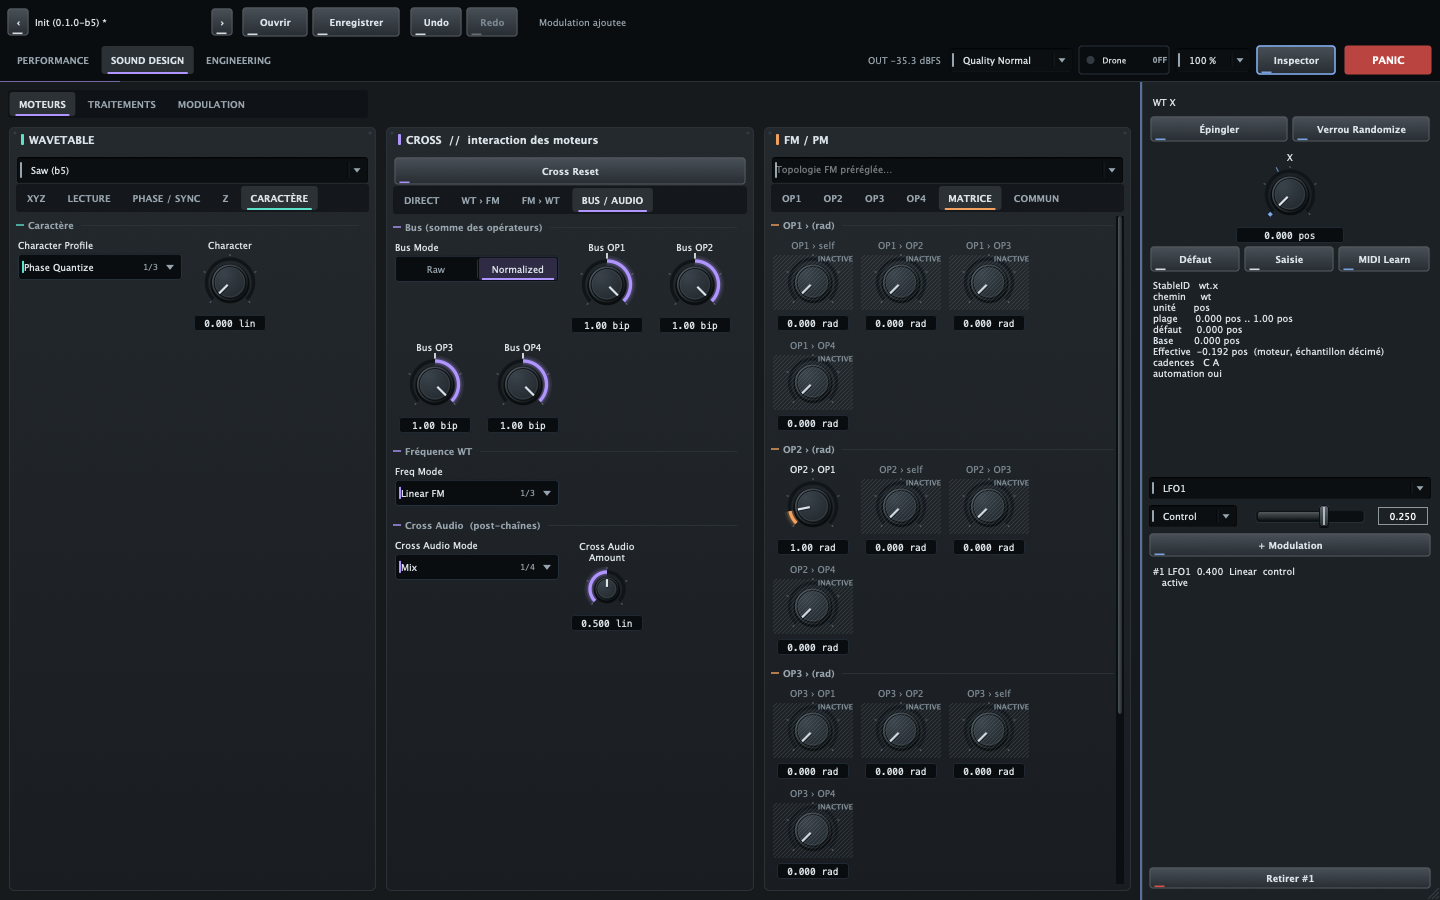 ‹ Init (0.1.0-b5) * › Ouvrir Enregistrer Undo Redo Modulation ajoutee
PERFORMANCE SOUND DESIGN ENGINEERING OUT -35.3 dBFS Quality Normal Drone OFF 100 % Inspector PANIC
MOTEURS TRAITEMENTS MODULATION
WAVETABLE
Saw (b5)
XYZ LECTURE PHASE / SYNC Z CARACTÈRE
Caractère
Character Profile Character
Phase Quantize 1/3
0.000 lin
CROSS // interaction des moteurs
Cross Reset
DIRECT WT › FM FM › WT BUS / AUDIO
Bus (somme des opérateurs)
Bus Mode Bus OP1 Bus OP2
Raw Normalized
1.00 bip 1.00 bip
Bus OP3 Bus OP4
1.00 bip 1.00 bip
Fréquence WT
Freq Mode
Linear FM 1/3
Cross Audio (post-chaînes)
Cross Audio Mode Cross Audio
Amount
Mix 1/4
0.500 lin
FM / PM
Topologie FM préréglée...
OP1 OP2 OP3 OP4 MATRICE COMMUN
OP1 › (rad)
OP1 › self OP1 › OP2 OP1 › OP3
INACTIVE INACTIVE INACTIVE
0.000 rad 0.000 rad 0.000 rad
OP1 › OP4
INACTIVE
0.000 rad
OP2 › (rad)
OP2 › OP1 OP2 › self OP2 › OP3
INACTIVE INACTIVE
1.00 rad 0.000 rad 0.000 rad
OP2 › OP4
INACTIVE
0.000 rad
OP3 › (rad)
OP3 › OP1 OP3 › OP2 OP3 › self
INACTIVE INACTIVE INACTIVE
0.000 rad 0.000 rad 0.000 rad
OP3 › OP4
INACTIVE
0.000 rad
WT X
Épingler Verrou Randomize
X
0.000 pos
Défaut Saisie MIDI Learn
StableID wt.x
chemin wt
unité pos
plage 0.000 pos .. 1.00 pos
défaut 0.000 pos
Base 0.000 pos
Effective -0.192 pos (moteur, échantillon décimé)
cadences C A
automation oui
LFO1
Control 0.250
+ Modulation
#1 LFO1 0.400 Linear control
active
Retirer #1